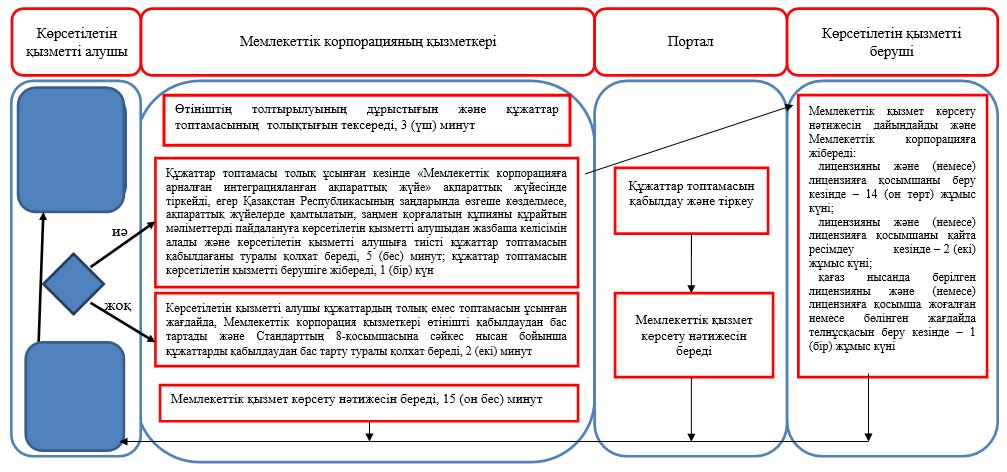 Көрсетілетін
қызметті алушы
Мемлекеттік корпорацияның қызметкері
Портал
Көрсетілетін қызметті
беруші
Өтініштің толтырылуының дұрыстығын және құжаттар
топтамасының толықтығын тексереді, 3 (үш) минут
Құжаттар топтамасы толық ұсынған кезінде «Мемлекеттік корпорацияға
арналған интеграцияланған ақпараттық жүйе» ақпараттық жүйесінде
тіркейді, егер Қазақстан Республикасының заңдарында өзгеше көзделмесе,
ақпараттық жүйелерде қамтылатын, заңмен қорғалатын құпияны құрайтын
мәліметтерді пайдалануға көрсетілетін қызметті алушыдан жазбаша келісімін
алады және көрсетілетін қызметті алушыға тиісті құжаттар топтамасын
қабылдағаны туралы қолхат береді, 5 (бес) минут; құжаттар топтамасын
көрсетілетін қызметті берушіге жібереді, 1 (бір) күн
иә
жоқ
Көрсетілетін қызметті алушы құжаттардың толық емес топтамасын ұсынған
жағдайда, Мемлекеттік корпорация қызметкері өтінішті қабылдаудан бас
тартады және Стандарттың 8-қосымшасына сәйкес нысан бойынша
құжаттарды қабылдаудан бас тарту туралы қолхат береді, 2 (екі) минут
Мемлекеттік қызмет көрсету нәтижесін береді, 15 (он бес) минут
Құжаттар топтамасын
қабылдау және тіркеу
Мемлекеттік қызмет
көрсету нәтижесін
береді
Мемлекеттік қызмет көрсету
нәтижесін дайындайды және
Мемлекеттік корпорацияға
жібереді:
лицензияны және (немесе)
лицензияға қосымшаны беру
кезінде – 14 (он төрт) жұмыс
күні;
лицензияны және (немесе)
лицензияға қосымшаны қайта
ресімдеу кезінде – 2 (екі)
жұмыс күні;
қағаз нысанда берілген
лицензияны және (немесе)
лицензияға қосымша жоғалған
немесе бөлінген жағдайда
телнұсқасын беру кезінде – 1
(бір) жұмыс күні